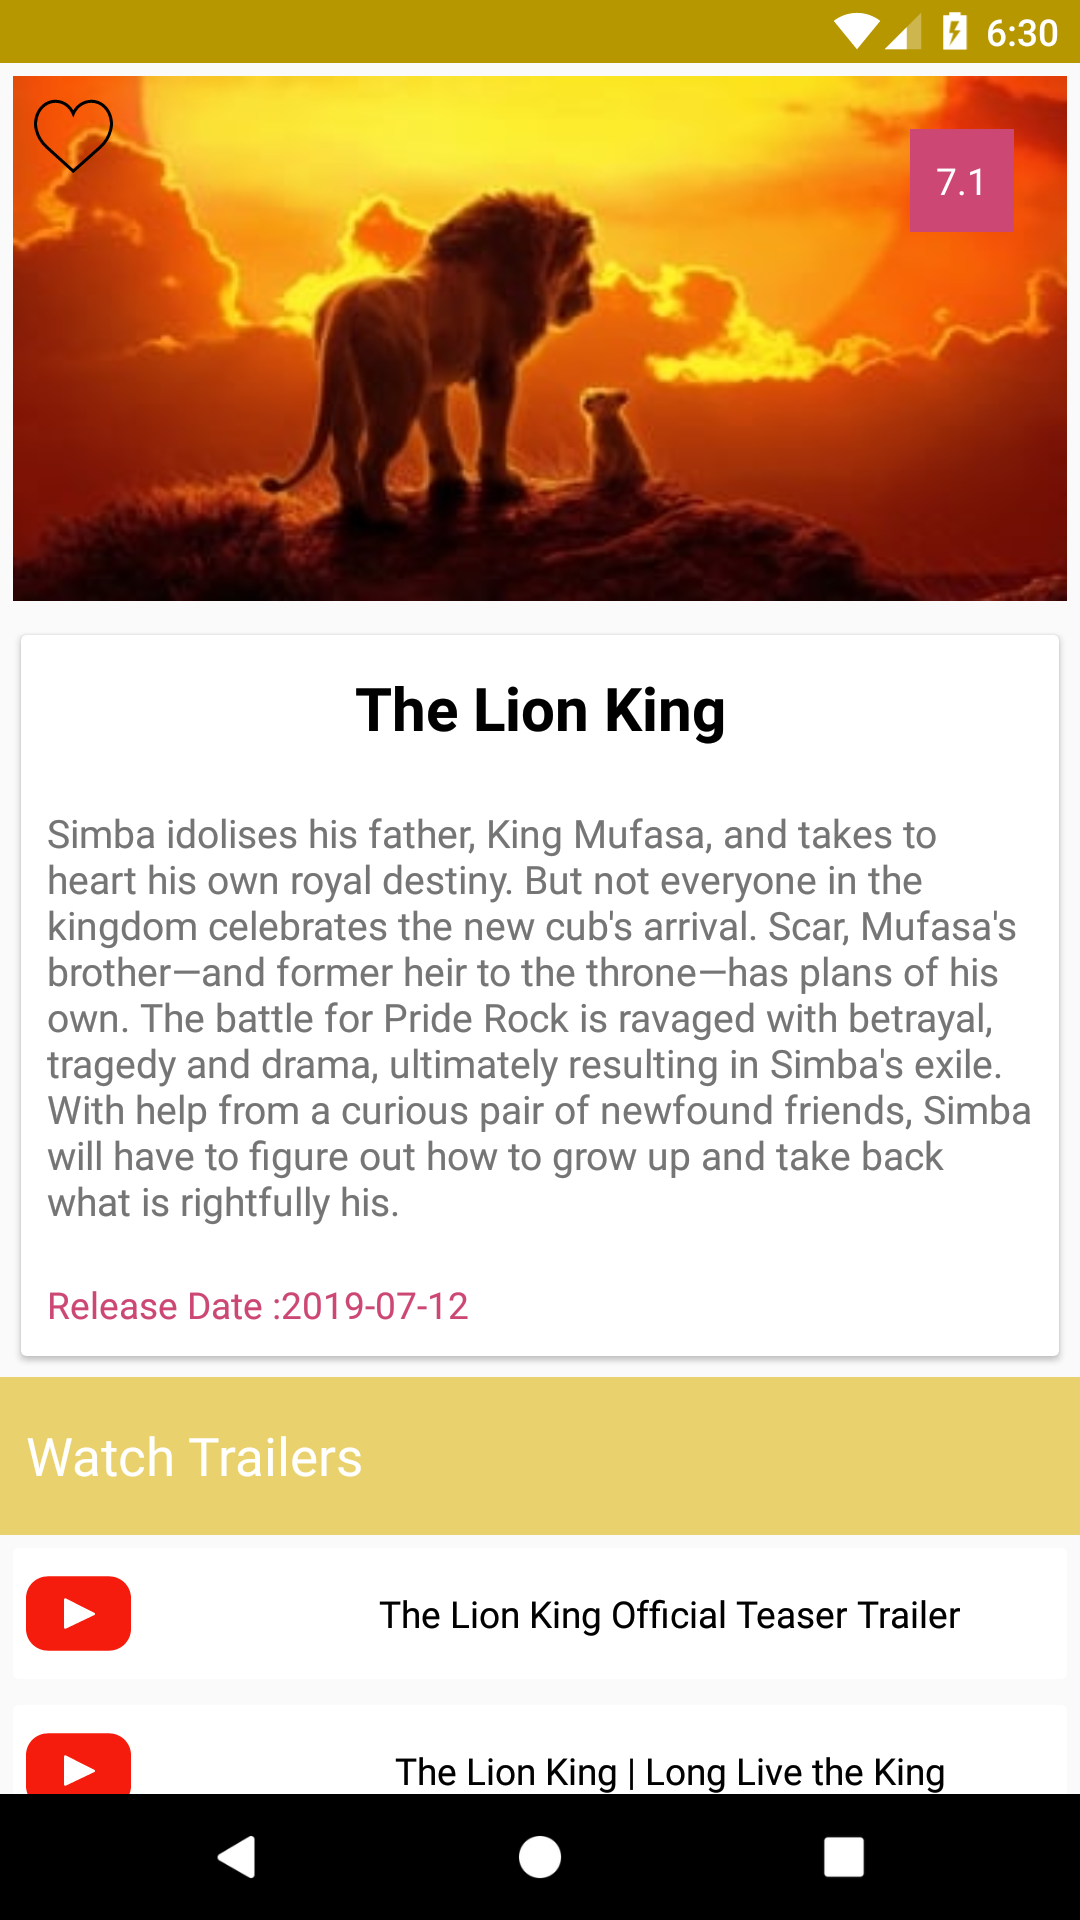 6:30
7.1
The Lion King
Simba idolises his father, King Mufasa, and takes to
heart his own royal destiny. But not everyone in the
kingdom celebrates the new cub's arrival. Scar, Mufasa's
brother—and former heir to the throne—has plans of his
own. The battle for Pride Rock is ravaged with betrayal,
tragedy and drama, ultimately resulting in Simba's exile.
With help from a curious pair of newfound friends, Simba
will have to figure out how to grow up and take back
what is rightfully his.
Release Date :2019-07-12
Watch Trailers
The Lion King Official Teaser Trailer
The Lion King | Long Live the King